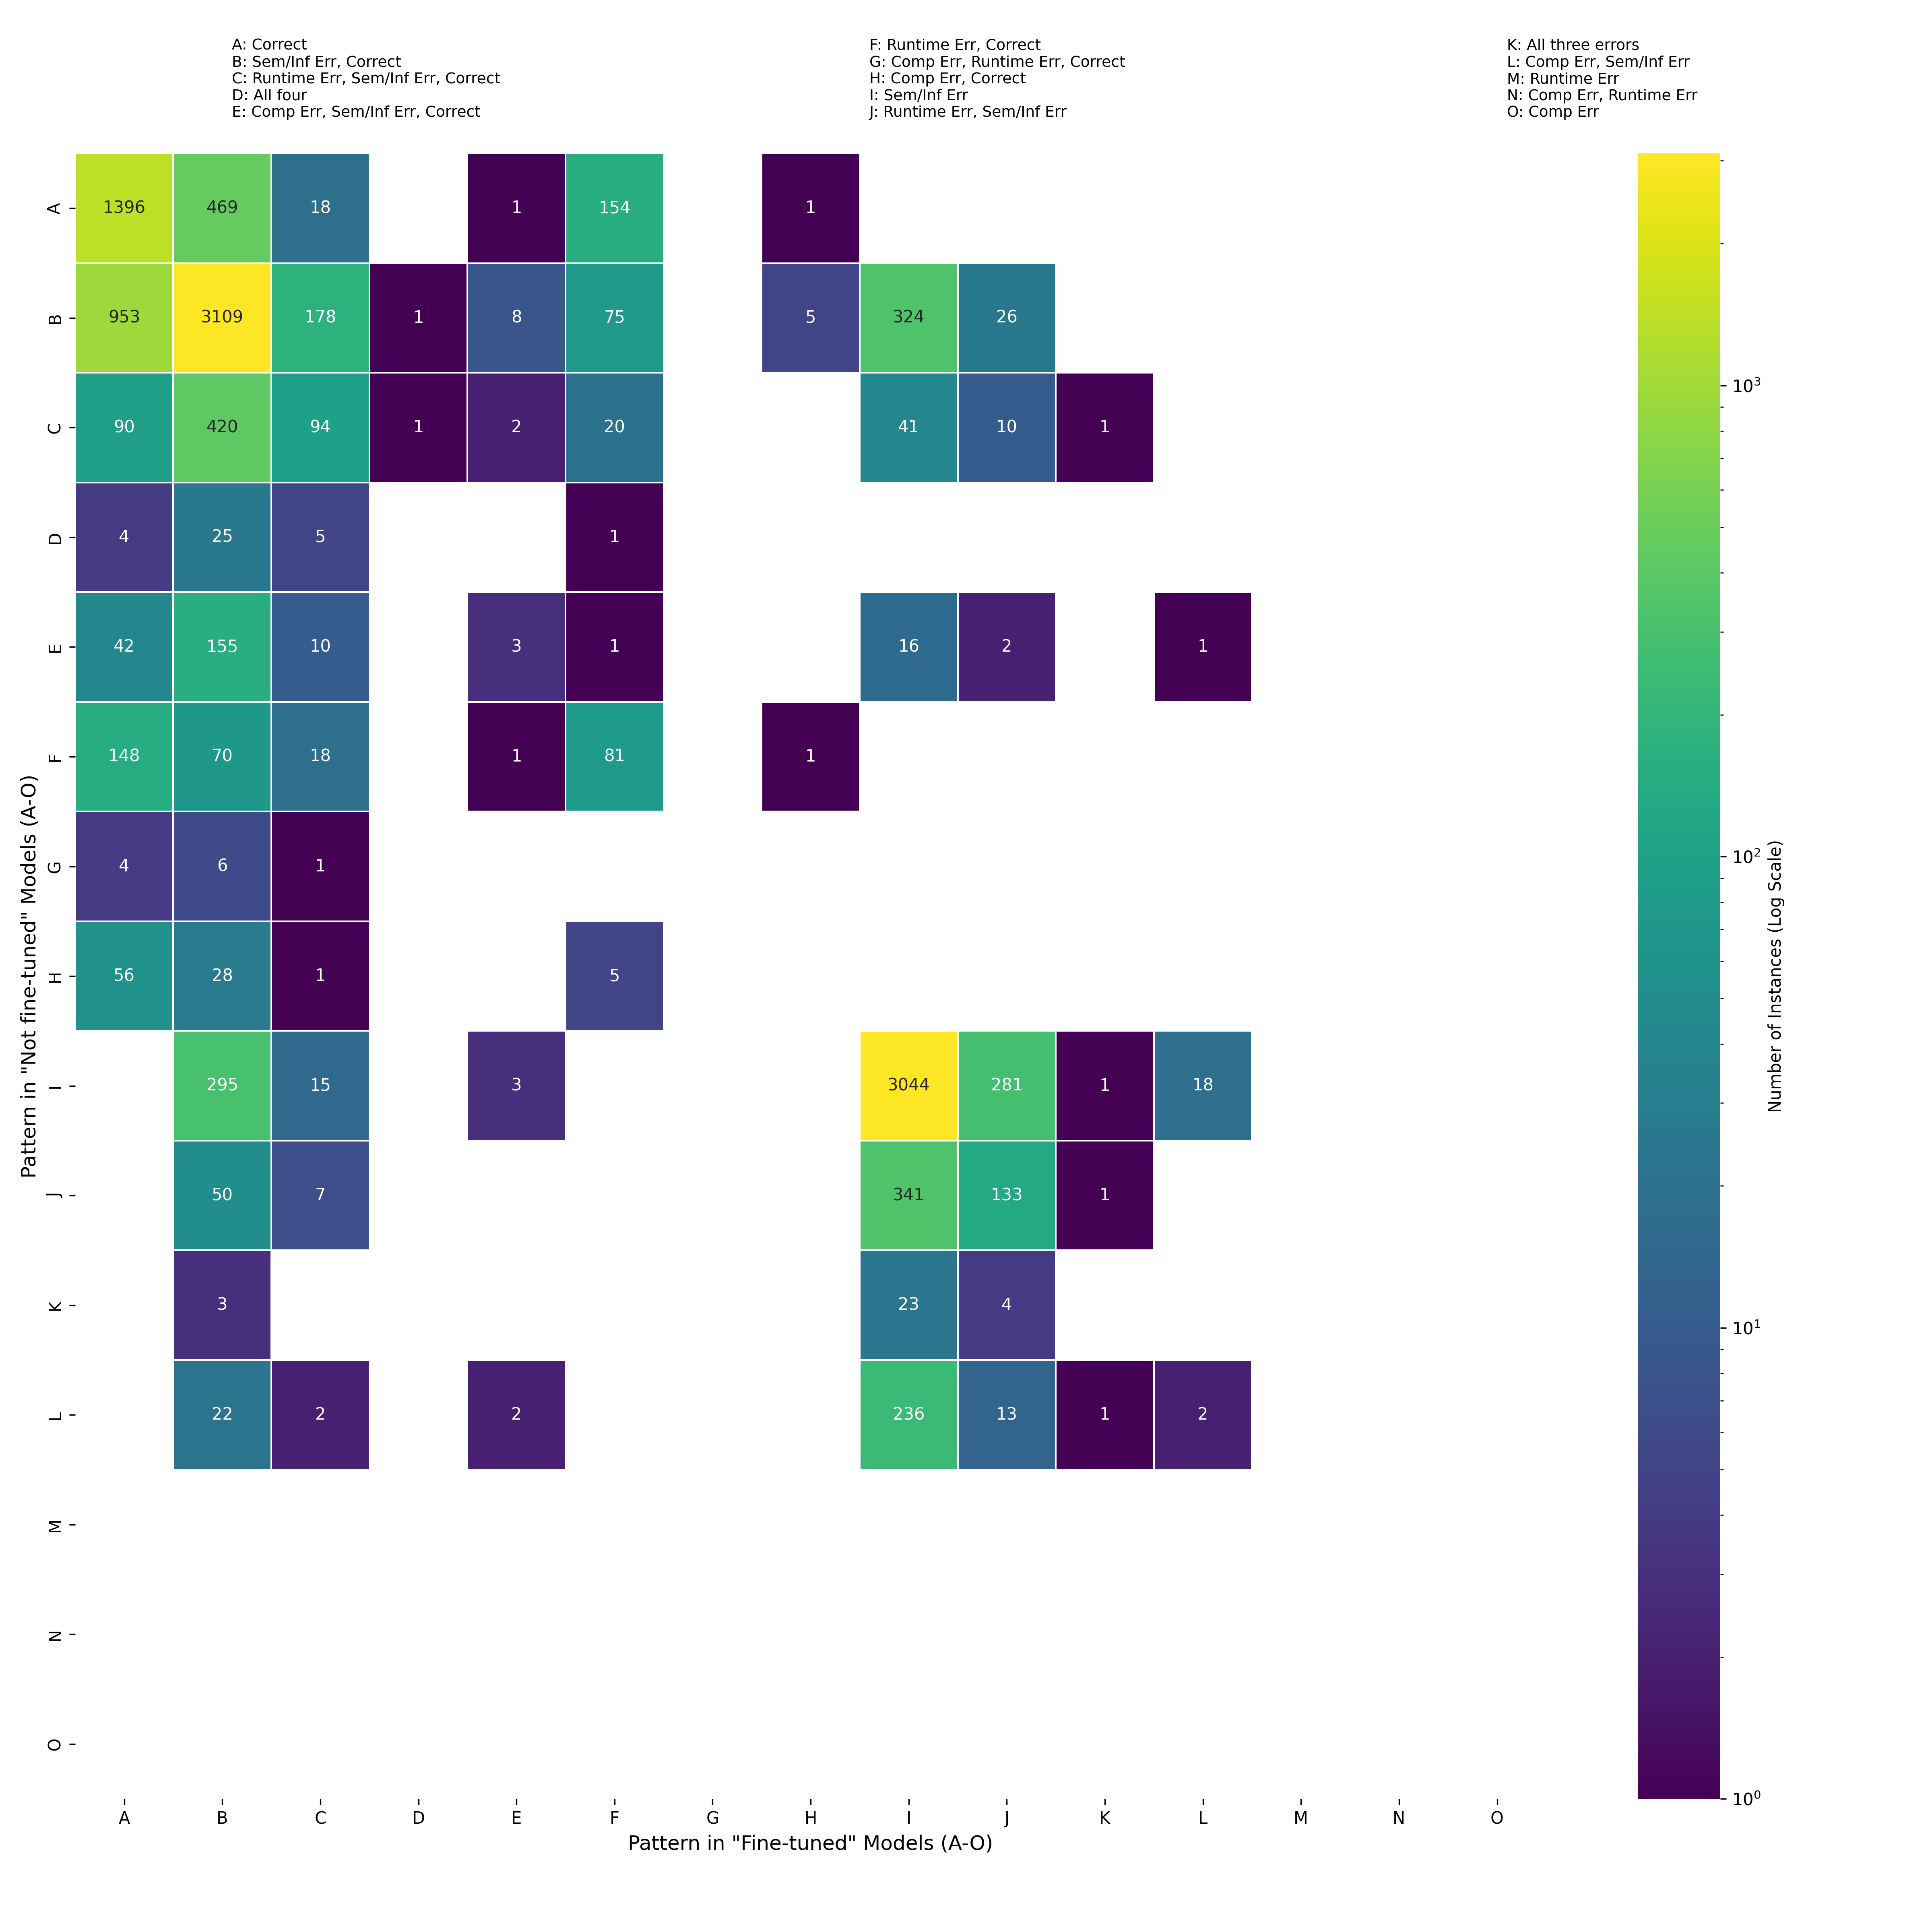 A: Correct
B: Sem/Inf Err, Correct
C: Runtime Err, Sem/Inf Err, Correct
D: All four
E: Comp Err, Sem/Inf Err, Correct
F: Runtime Err, Correct
G: Comp Err, Runtime Err, Correct
H: Comp Err, Correct
I: Sem/Inf Err
J: Runtime Err, Sem/Inf Err
K: All three errors
L: Comp Err, Sem/Inf Err
M: Runtime Err
N: Comp Err, Runtime Err
O: Comp Err
Pattern in "Not fine-tuned" Models (A-O)
A 1396 469 18 1 154 1
B 953 3109 178 1 8 75 5 324 26
C 90 420 94 1 2 20 41 10 1
D 4 25 5 1
E 42 155 10 3 1 16 2 1
F 148 70 18 1 81 1
G 4 6 1
H 56 28 1 5
I 295 15 3 3044 281 1 18
J 50 7 341 133 1
K 3 23 4
L 22 2 2 236 13 1 2
M
N
O
A B C D E F G H I J K L M N O
Pattern in "Fine-tuned" Models (A-O)
10³
10²
10¹
10⁰
Number of Instances (Log Scale)